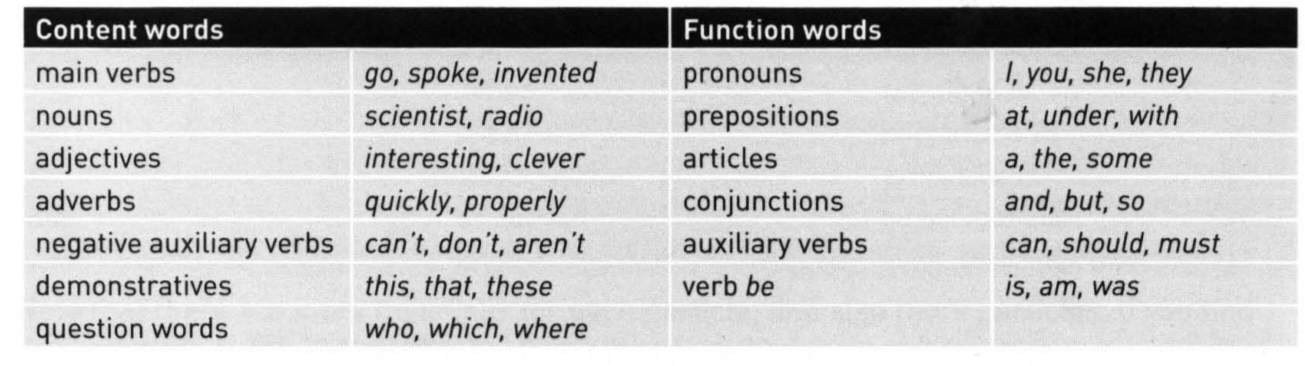 Content words Function words
main verbs go, spoke, invented pronouns I, you, she, they
nouns scientist, radio prepositions at, under, with
adjectives interesting, clever articles a, the, some
adverbs quickly, properly conjunctions and, but, so
negative auxiliary verbs can't, don't, aren't auxiliary verbs can, should, must
demonstratives this, that, these verb be is, am, was
question words who, which, where